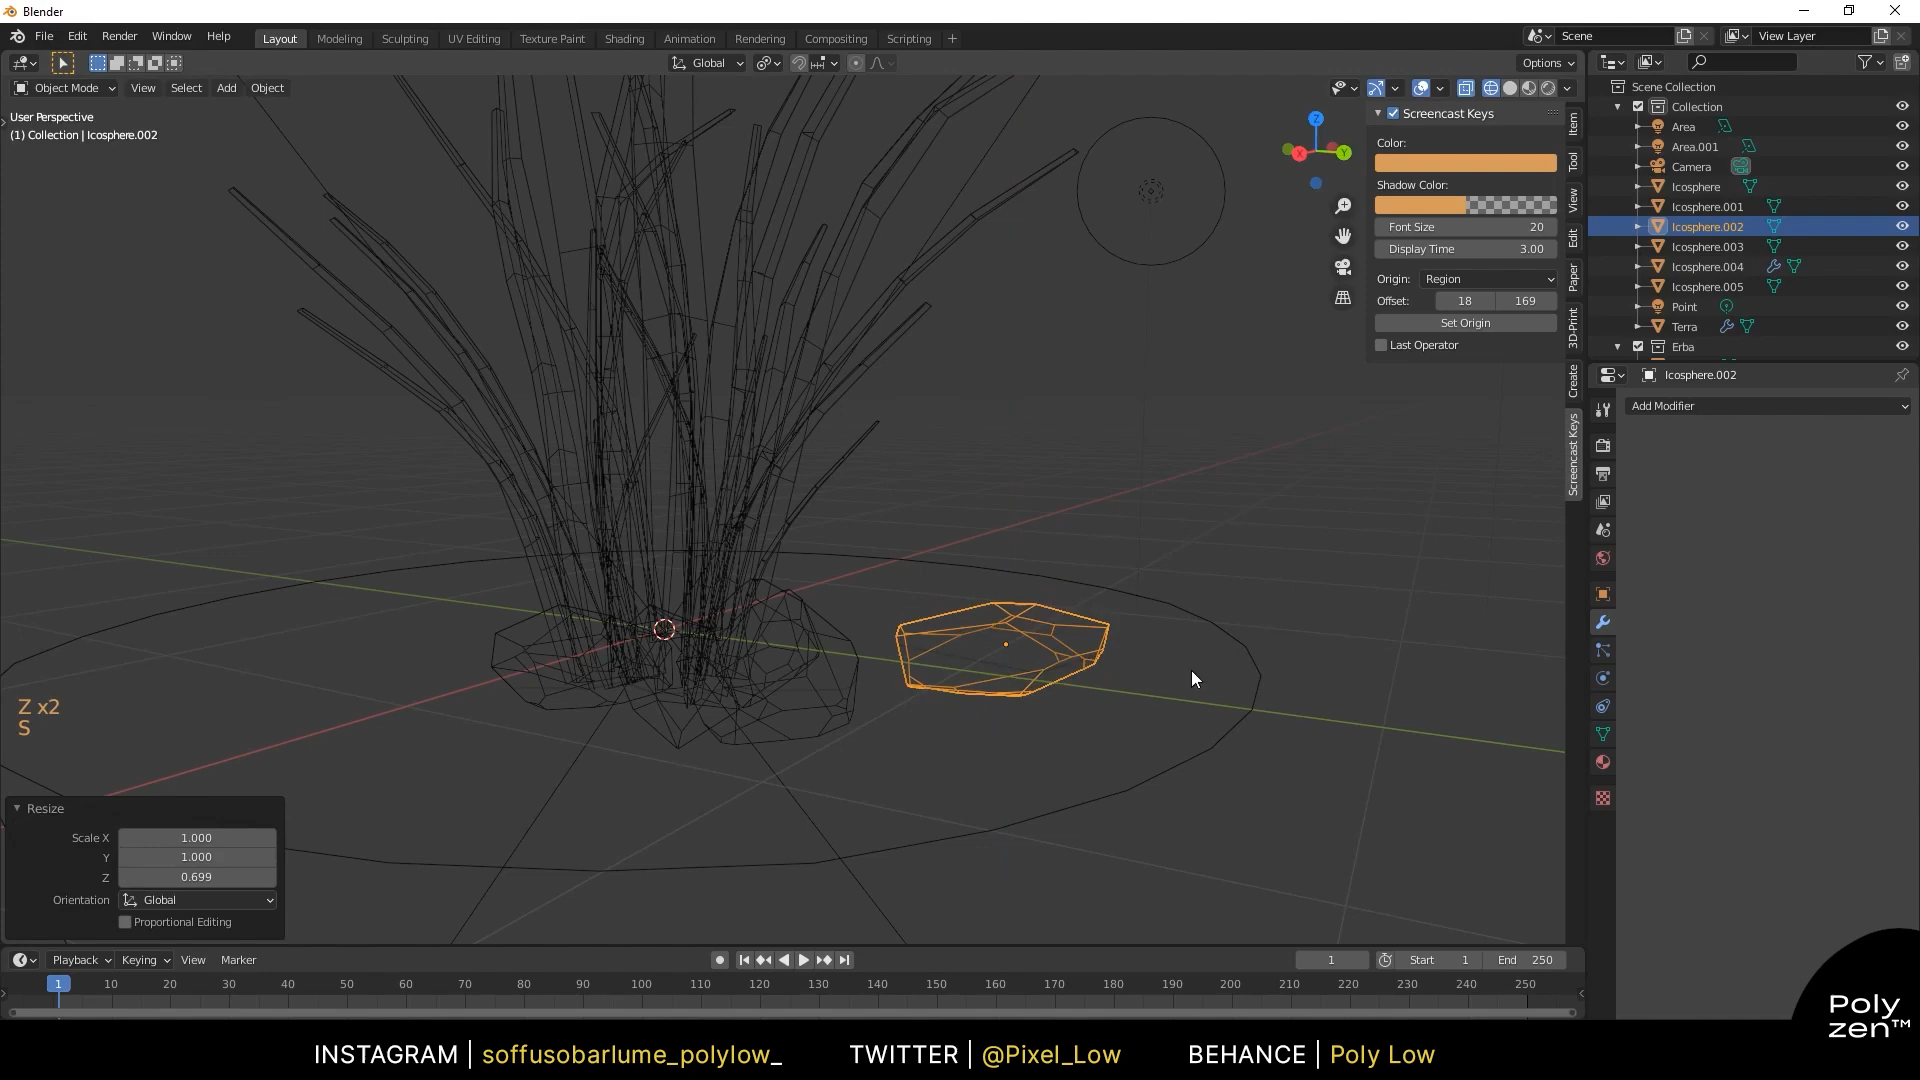 Blender
File Edit Render Window Help
Layout Modeling Sculpting UV Editing Texture Paint Shading Animation Rendering Compositing Scripting +
Scene
View Layer
Global
Options
Object Mode View Select Add Object
User Perspective
(1) Collection | Icosphere.002
Screencast Keys
Color:
Shadow Color:
Font Size 20
Display Time 3.00
Origin: Region
Offset: 18 169
Set Origin
Last Operator
Item
Tool
View
Edit
Paper
3D-Print
Create
Screencast Keys
Z
X
Y
Scene Collection
Collection
Area
Area.001
Camera
Icosphere
Icosphere.001
Icosphere.002
Icosphere.003
Icosphere.004
Icosphere.005
Point
Terra
Erba
Icosphere.002
Add Modifier
Z x2
S
Resize
Scale X 1.000
Y 1.000
Z 0.699
Orientation Global
Proportional Editing
Playback Keying View Marker
1 Start 1 End 250
1 10 20 30 40 50 60 70 80 90 100 110 120 130 140 150 160 170 180 190 200 210 220 230 240 250
Poly
zen™
INSTAGRAM | soffusobarlume_polylow_ TWITTER | @Pixel_Low BEHANCE | Poly Low